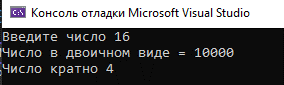 Консоль отладки Microsoft Visual Studio
Введите число 16
Число в двоичном виде = 10000
Число кратно 4